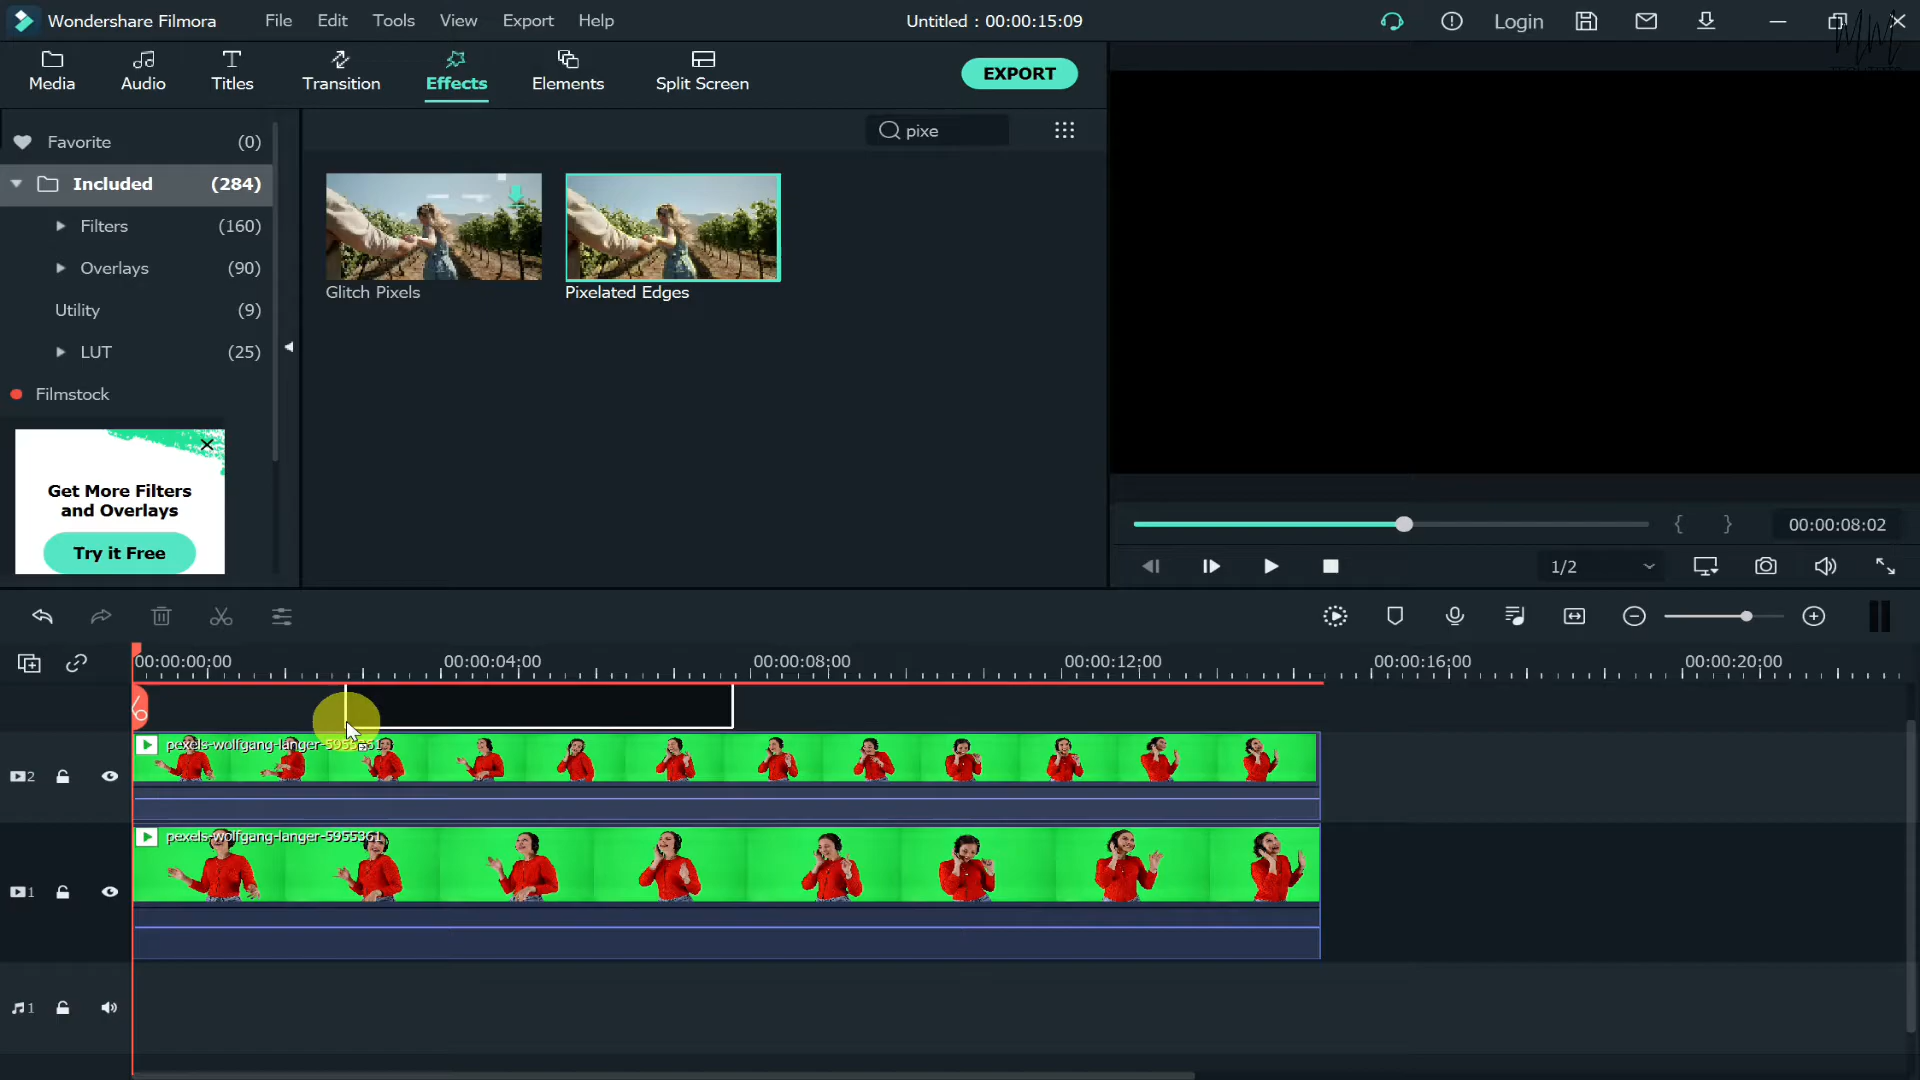 Wondershare Filmora
File
Edit
Tools
View
Export
Help
Untitled : 00:00:15:09
Login
Media
Audio
Titles
Transition
Effects
Elements
Split Screen
EXPORT
Favorite (0)
Included (284)
Filters (160)
Overlays (90)
Utility (9)
LUT (25)
Filmstock
pixe
Glitch Pixels
Pixelated Edges
Get More Filters
and Overlays
Try it Free
{ } 00:00:08:02
1/2
00:00:00:00
00:00:04:00
00:00:08:00
00:00:12:00
00:00:16:00
00:00:20:00
2
pexels-wolfgang-langer-5955361
1
pexels-wolfgang-langer-5955361
1